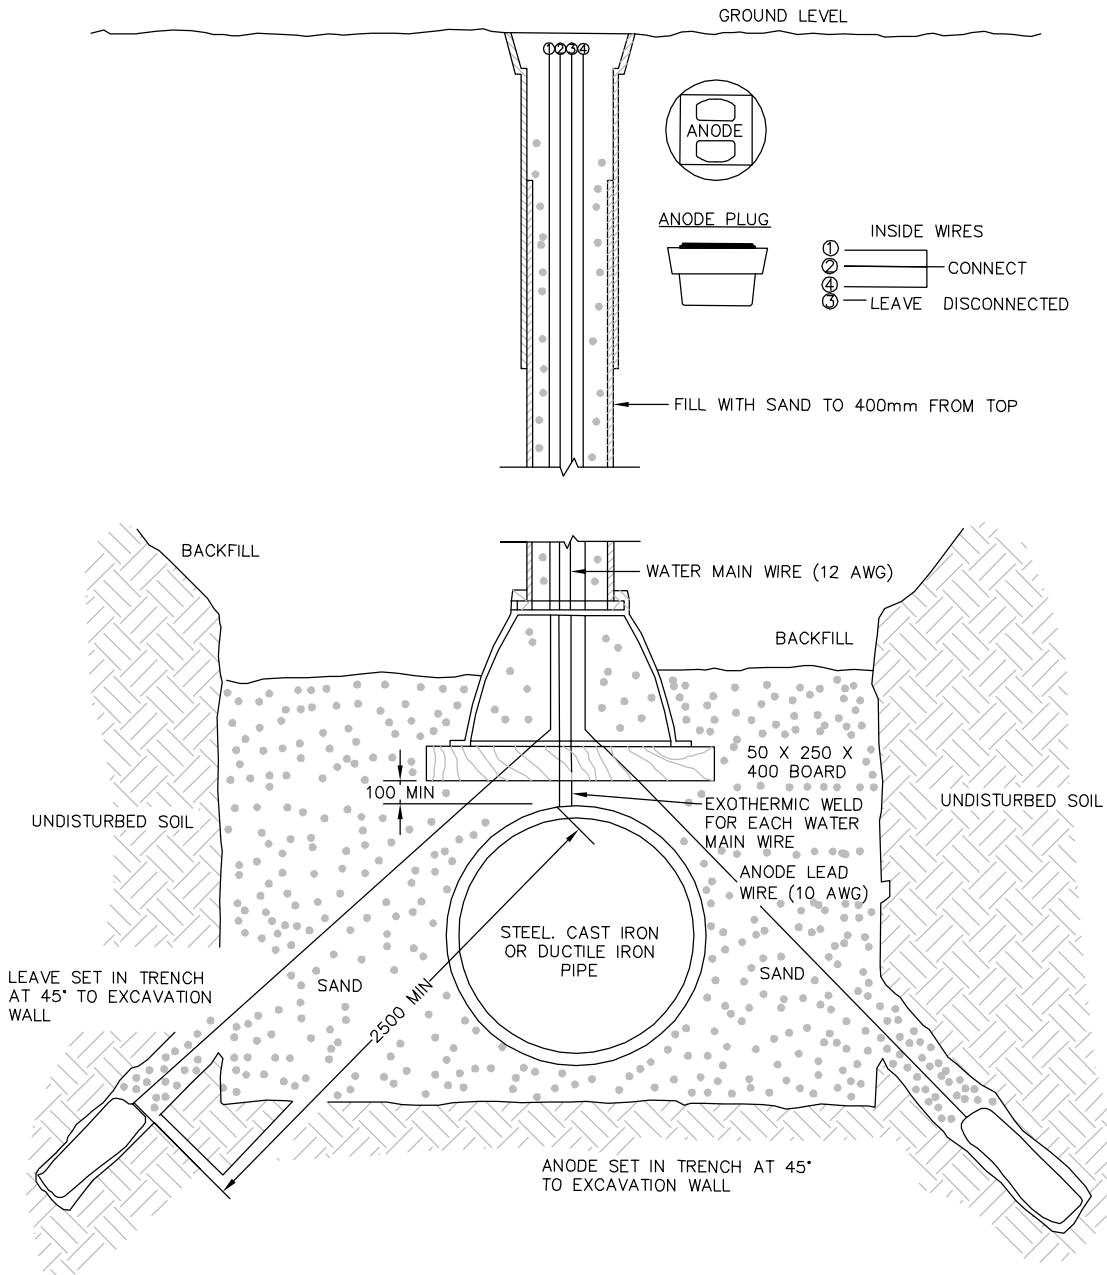 GROUND LEVEL
1 2 3 4
ANODE
ANODE PLUG
INSIDE WIRES
1
2
4
3
CONNECT
LEAVE DISCONNECTED
FILL WITH SAND TO 400mm FROM TOP
BACKFILL
WATER MAIN WIRE (12 AWG)
BACKFILL
50 X 250 X
400 BOARD
100 MIN
EXOTHERMIC WELD
FOR EACH WATER
MAIN WIRE
UNDISTURBED SOIL
UNDISTURBED SOIL
ANODE LEAD
WIRE (10 AWG)
STEEL. CAST IRON
OR DUCTILE IRON
PIPE
LEAVE SET IN TRENCH
AT 45° TO EXCAVATION
WALL
SAND
SAND
2500 MIN
ANODE SET IN TRENCH AT 45°
TO EXCAVATION WALL